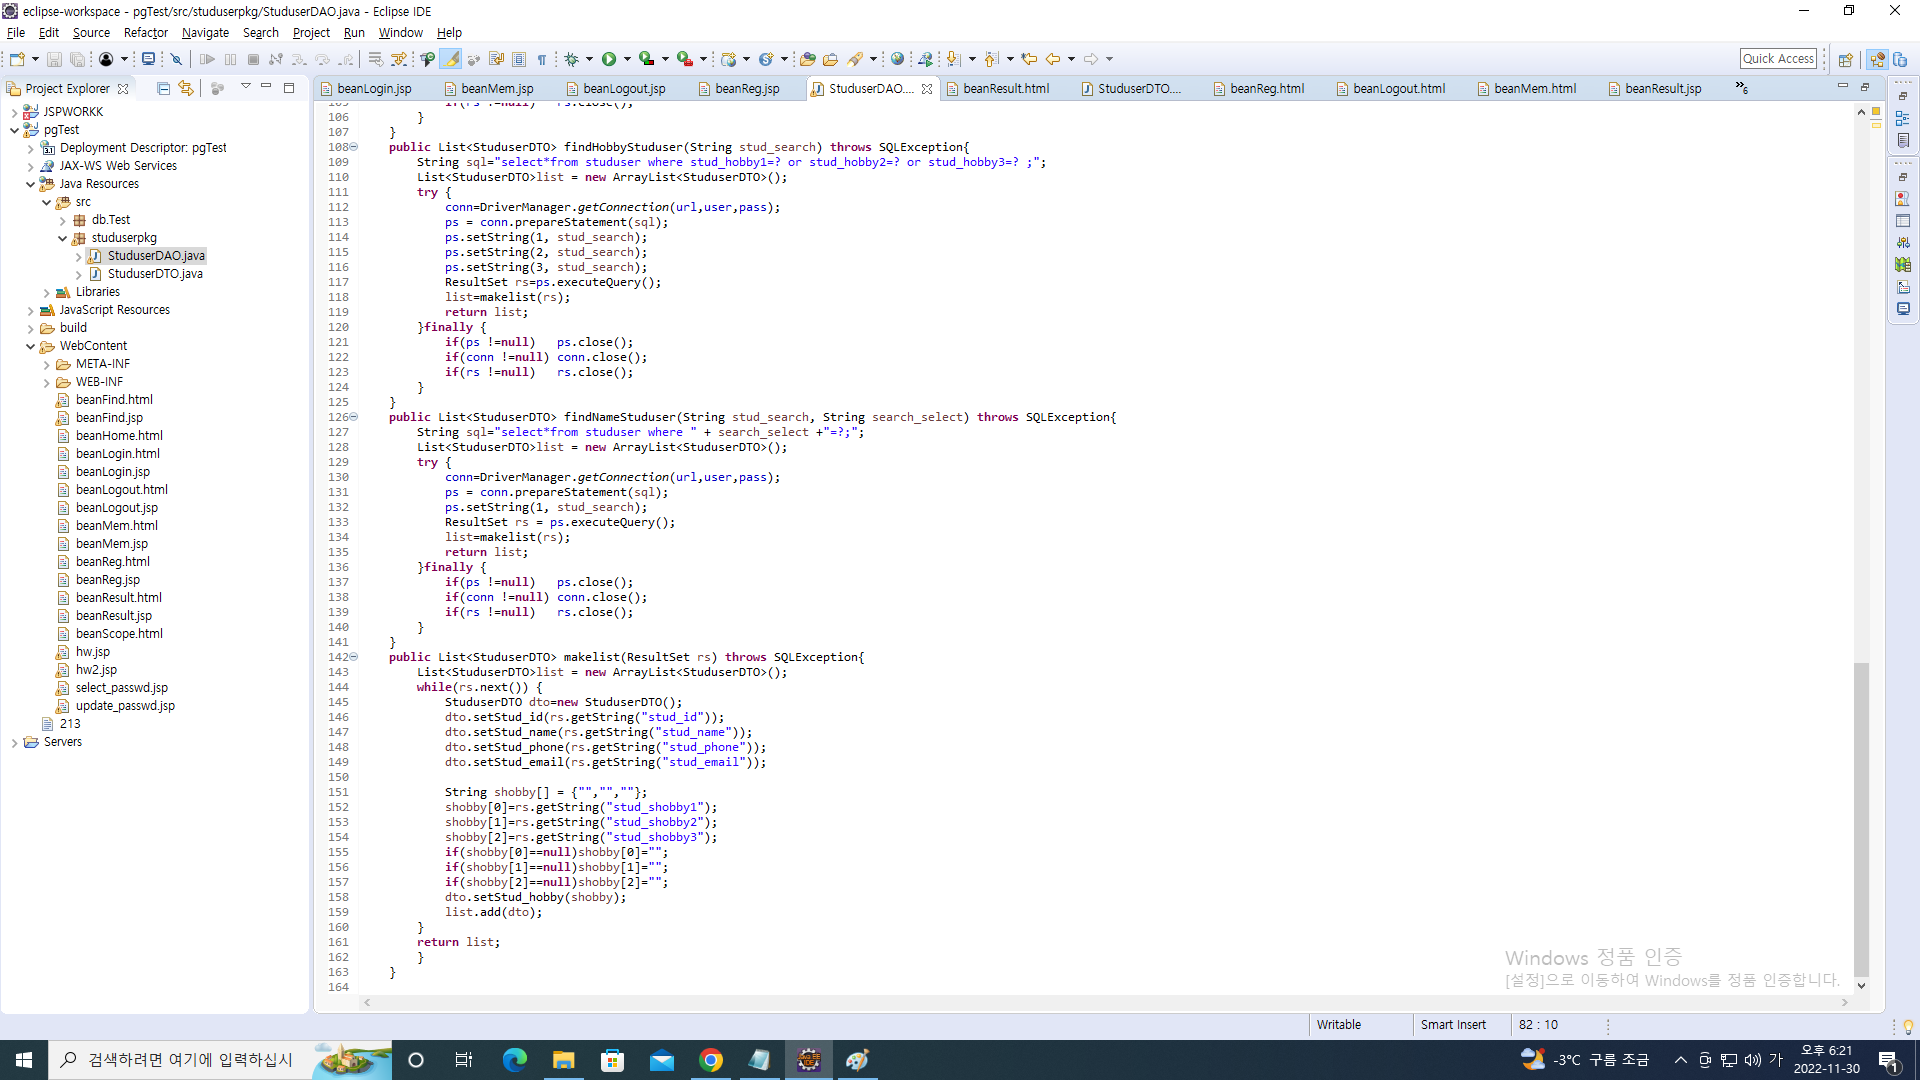 eclipse-workspace - pgTest/src/studuserpkg/StuduserDAO.java - Eclipse IDE
File Edit Source Refactor Navigate Search Project Run Window Help
Quick Access
Project Explorer
beanLogin.jsp
beanMem.jsp
beanLogout.jsp
beanReg.jsp
StuduserDAO....
beanResult.html
StuduserDTO....
beanReg.html
beanLogout.html
beanMem.html
beanResult.jsp
»6
JSPWORKK
pgTest
Deployment Descriptor: pgTest
JAX-WS Web Services
Java Resources
src
db.Test
studuserpkg
StuduserDAO.java
StuduserDTO.java
Libraries
JavaScript Resources
build
WebContent
META-INF
WEB-INF
beanFind.html
beanFind.jsp
beanHome.html
beanLogin.html
beanLogin.jsp
beanLogout.html
beanLogout.jsp
beanMem.html
beanMem.jsp
beanReg.html
beanReg.jsp
beanResult.html
beanResult.jsp
beanScope.html
hw.jsp
hw2.jsp
select_passwd.jsp
update_passwd.jsp
213
Servers
105 if(rs !=null) rs.close();
106 }
107 }
108 public List<StuduserDTO> findHobbyStuduser(String stud_search) throws SQLException{
109 String sql="select*from studuser where stud_hobby1=? or stud_hobby2=? or stud_hobby3=? ;";
110 List<StuduserDTO>list = new ArrayList<StuduserDTO>();
111 try {
112 conn=DriverManager.getConnection(url,user,pass);
113 ps = conn.prepareStatement(sql);
114 ps.setString(1, stud_search);
115 ps.setString(2, stud_search);
116 ps.setString(3, stud_search);
117 ResultSet rs=ps.executeQuery();
118 list=makelist(rs);
119 return list;
120 }finally {
121 if(ps !=null) ps.close();
122 if(conn !=null) conn.close();
123 if(rs !=null) rs.close();
124 }
125 }
126 public List<StuduserDTO> findNameStuduser(String stud_search, String search_select) throws SQLException{
127 String sql="select*from studuser where " + search_select +"=?;";
128 List<StuduserDTO>list = new ArrayList<StuduserDTO>();
129 try {
130 conn=DriverManager.getConnection(url,user,pass);
131 ps = conn.prepareStatement(sql);
132 ps.setString(1, stud_search);
133 ResultSet rs = ps.executeQuery();
134 list=makelist(rs);
135 return list;
136 }finally {
137 if(ps !=null) ps.close();
138 if(conn !=null) conn.close();
139 if(rs !=null) rs.close();
140 }
141 }
142 public List<StuduserDTO> makelist(ResultSet rs) throws SQLException{
143 List<StuduserDTO>list = new ArrayList<StuduserDTO>();
144 while(rs.next()) {
145 StuduserDTO dto=new StuduserDTO();
146 dto.setStud_id(rs.getString("stud_id"));
147 dto.setStud_name(rs.getString("stud_name"));
148 dto.setStud_phone(rs.getString("stud_phone"));
149 dto.setStud_email(rs.getString("stud_email"));
150
151 String shobby[] = {"","",""};
152 shobby[0]=rs.getString("stud_shobby1");
153 shobby[1]=rs.getString("stud_shobby2");
154 shobby[2]=rs.getString("stud_shobby3");
155 if(shobby[0]==null)shobby[0]="";
156 if(shobby[1]==null)shobby[1]="";
157 if(shobby[2]==null)shobby[2]="";
158 dto.setStud_hobby(shobby);
159 list.add(dto);
160 }
161 return list;
162 }
163 }
164
Windows 정품 인증
[설정]으로 이동하여 Windows를 정품 인증합니다.
Writable
Smart Insert
82 : 10
검색하려면 여기에 입력하십시
-3°C 구름 조금
가
오후 6:21
2022-11-30
1